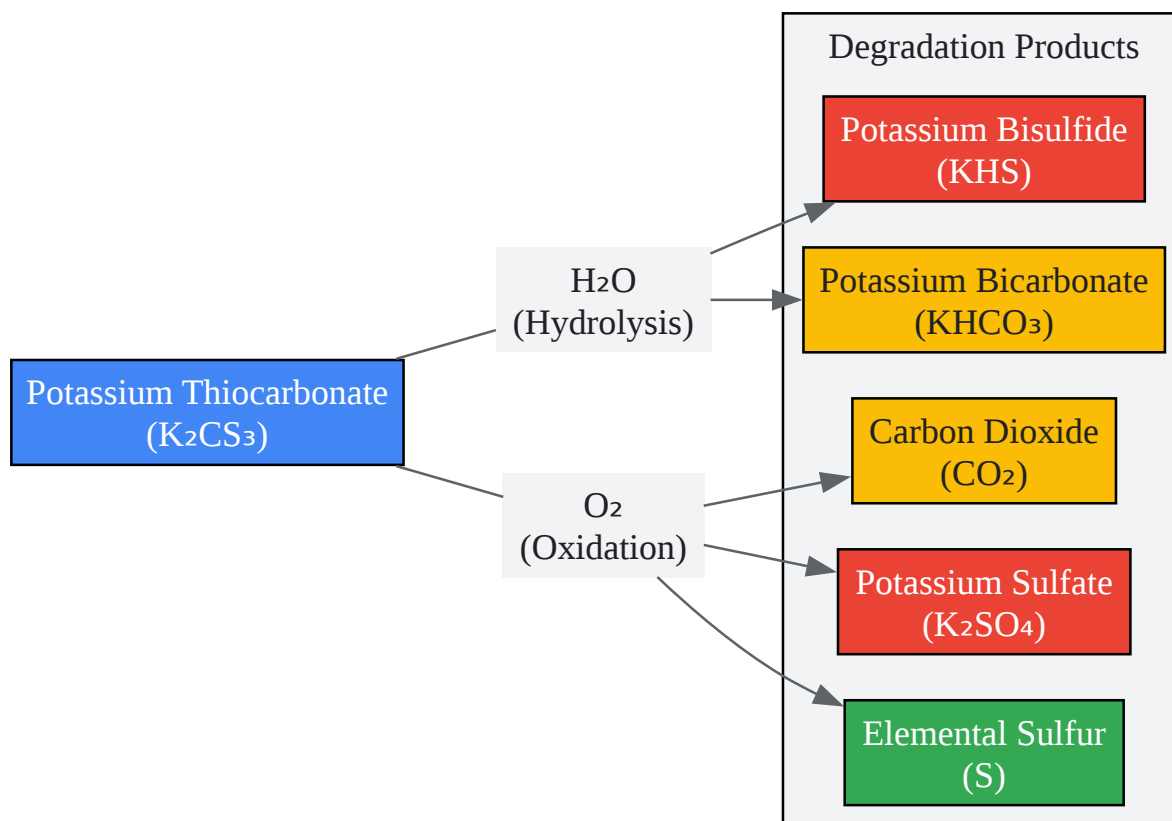 Degradation Products
Potassium Bisulfide
(KHS)
H₂O
(Hydrolysis)
Potassium Bicarbonate
(KHCO₃)
Potassium Thiocarbonate
(K₂CS₃)
Carbon Dioxide
(CO₂)
O₂
(Oxidation)
Potassium Sulfate
(K₂SO₄)
Elemental Sulfur
(S)